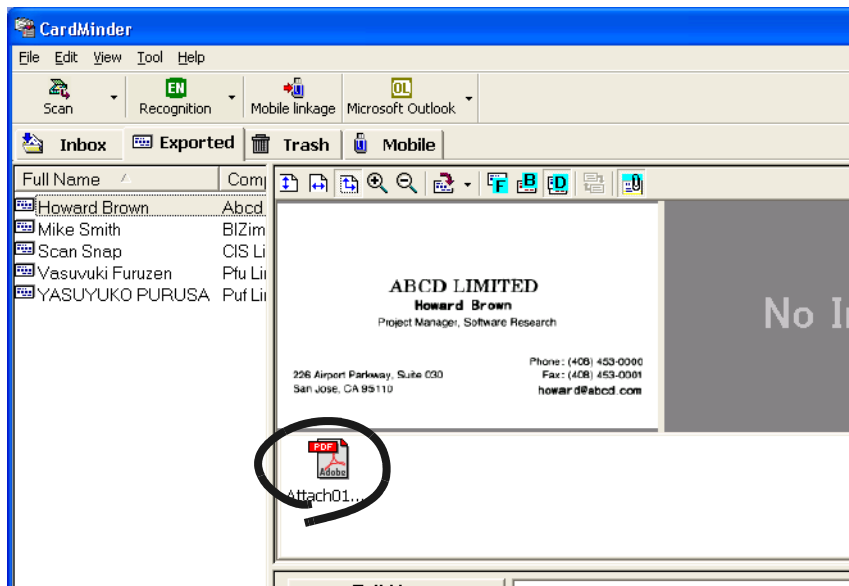 CardMinder
File Edit View Tool Help
Scan Recognition Mobile linkage Microsoft Outlook
EN
OL
Inbox Exported Trash Mobile
Full Name Comp
Howard Brown Abcd
Mike Smith BIZim
Scan Snap CIS Li
Vasuvuki Furuzen Pfu Lir
YASUYUKO PURUSA Puf Lir
F B D
ABCD LIMITED
Howard Brown
Project Manager, Software Research
226 Airport Parkway, Suite 030
San Jose, CA 95110
Phone: (408) 453-0000
Fax: (408) 453-0001
howard@abcd.com
No I
PDF
Adobe
Attach01...